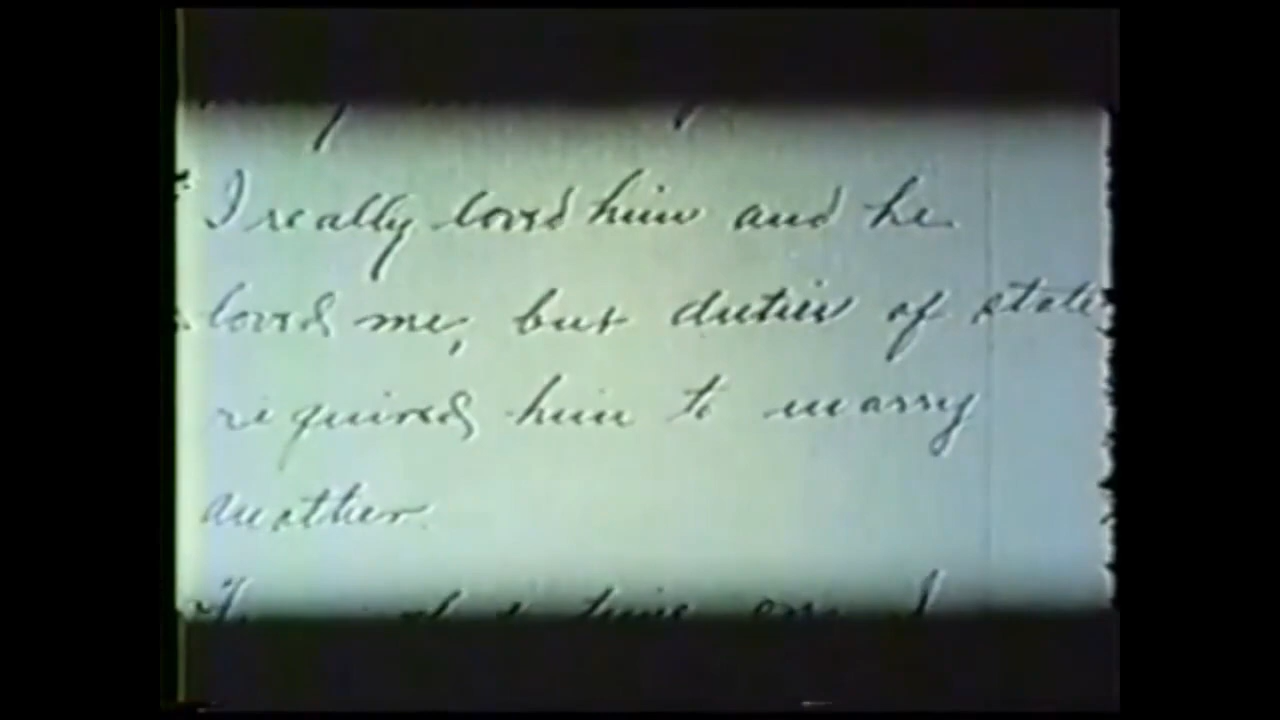 I really loved him and he
loved me, but duties of state
required him to marry
another.